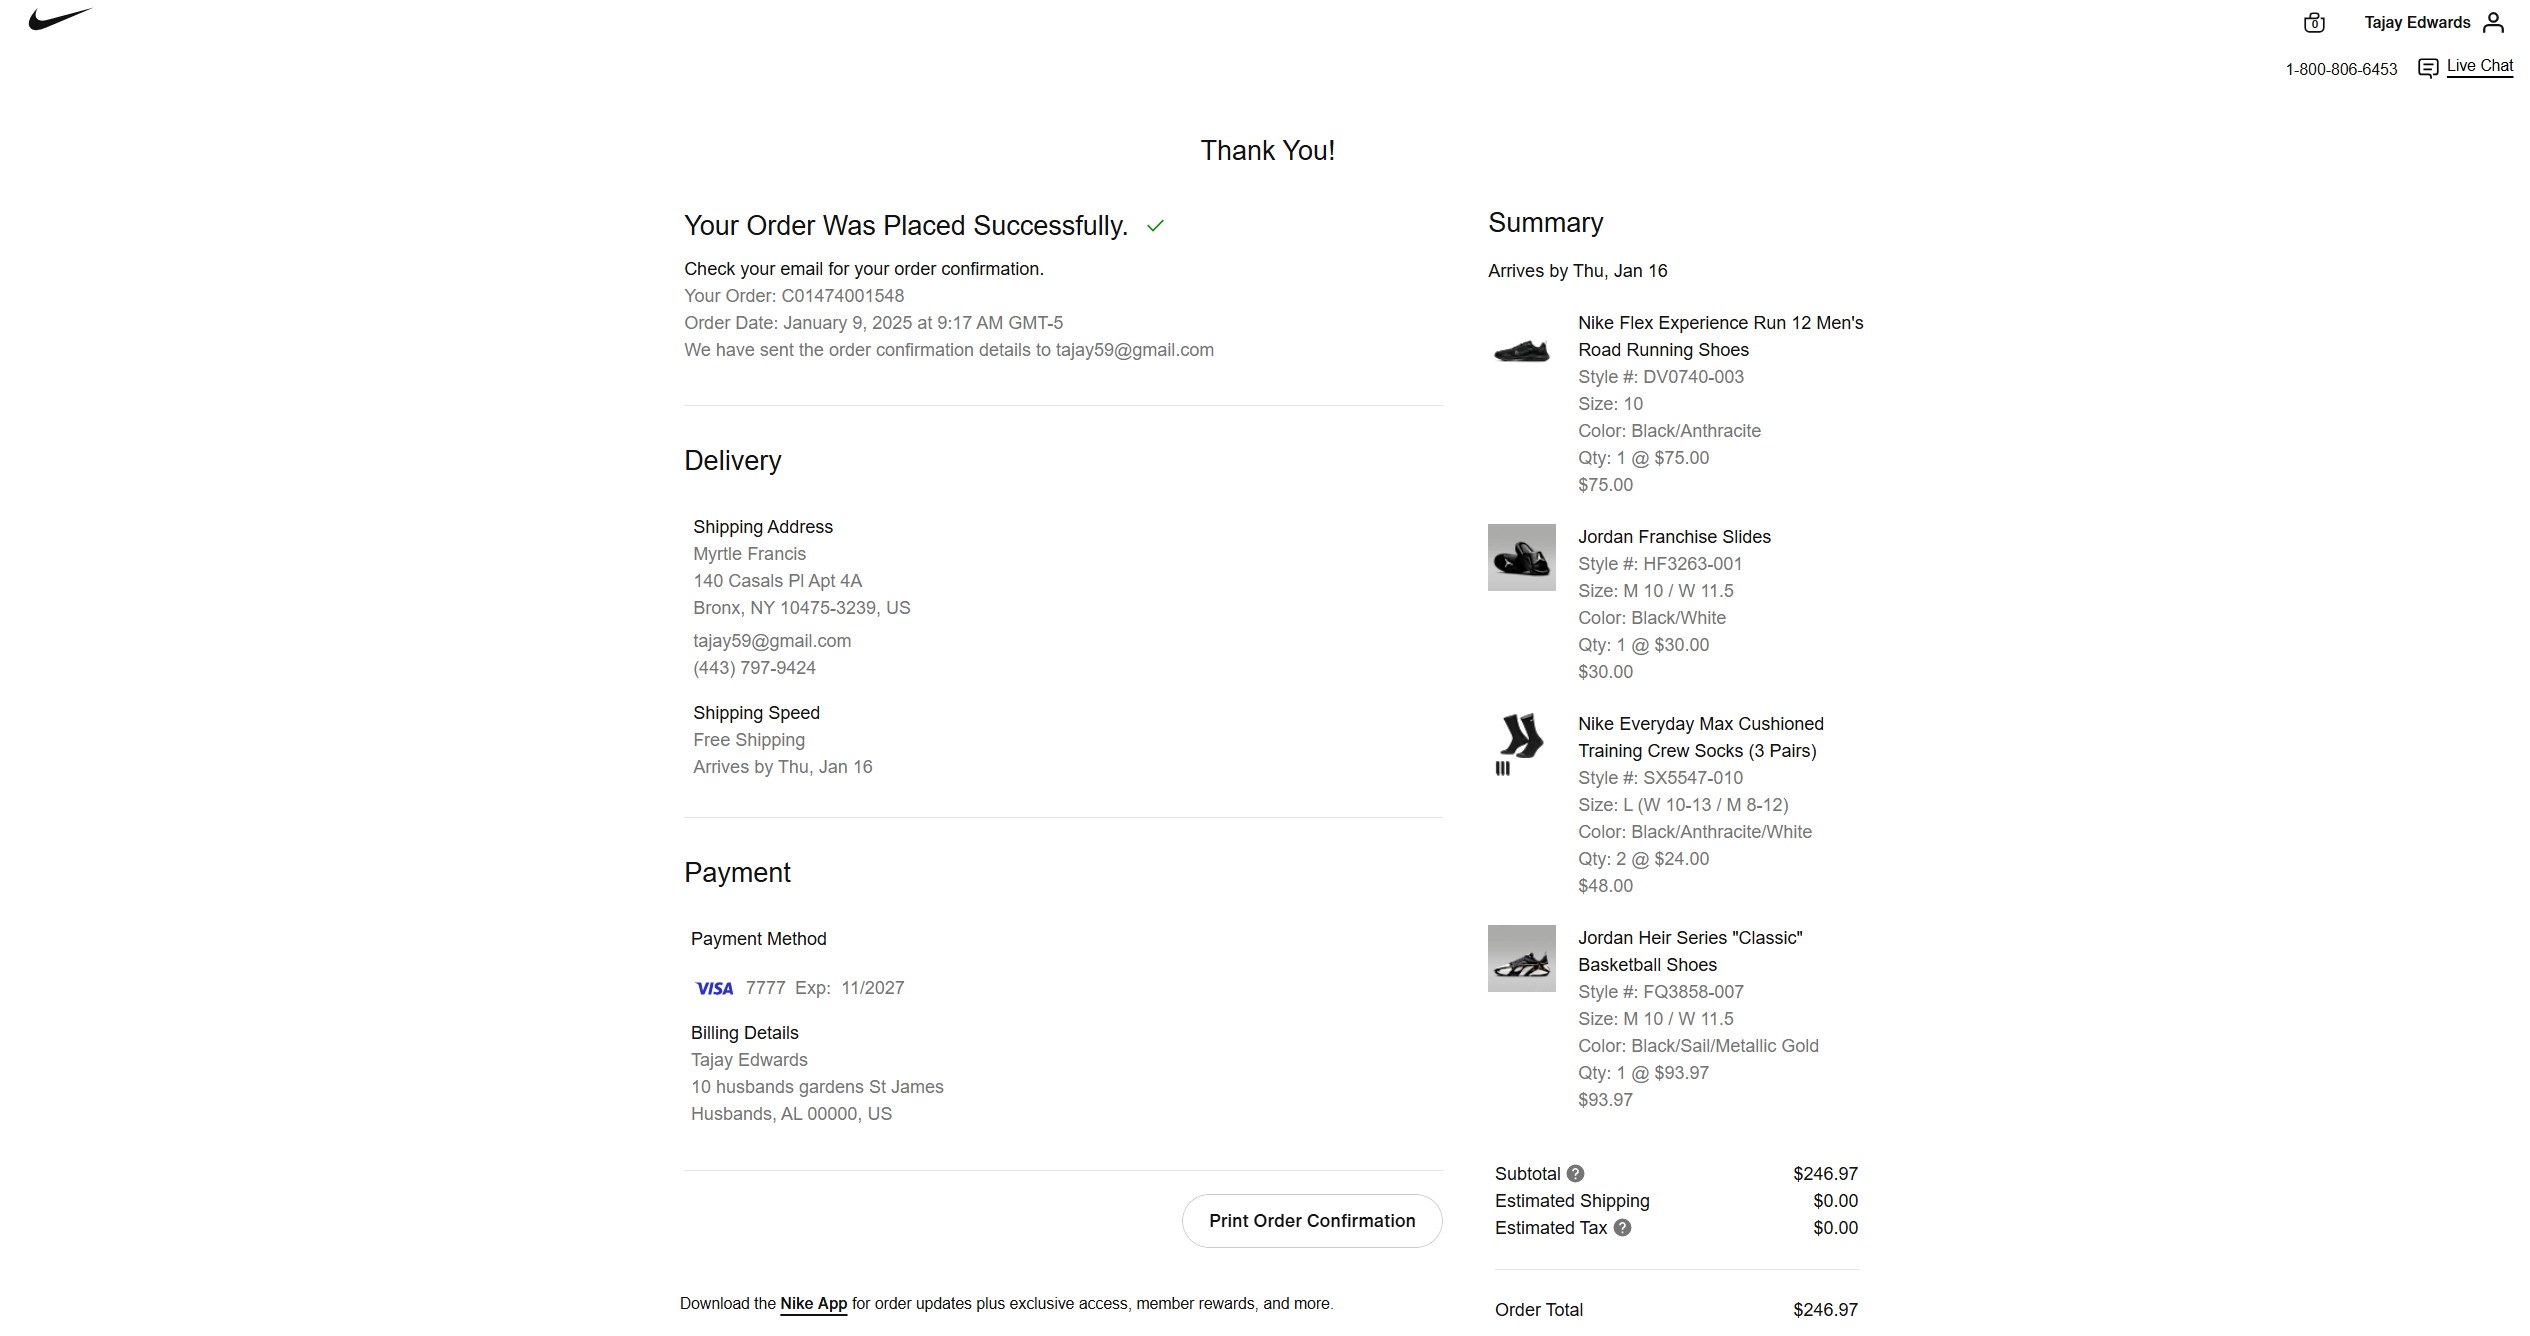 0
Tajay Edwards
1-800-806-6453
Live Chat
Thank You!
Your Order Was Placed Successfully.
Check your email for your order confirmation.
Your Order: C01474001548
Order Date: January 9, 2025 at 9:17 AM GMT-5
We have sent the order confirmation details to tajay59@gmail.com
Delivery
Shipping Address
Myrtle Francis
140 Casals Pl Apt 4A
Bronx, NY 10475-3239, US
tajay59@gmail.com
(443) 797-9424
Shipping Speed
Free Shipping
Arrives by Thu, Jan 16
Payment
Payment Method
VISA 7777 Exp: 11/2027
Billing Details
Tajay Edwards
10 husbands gardens St James
Husbands, AL 00000, US
Print Order Confirmation
Download the Nike App for order updates plus exclusive access, member rewards, and more.
Summary
Arrives by Thu, Jan 16
Nike Flex Experience Run 12 Men's
Road Running Shoes
Style #: DV0740-003
Size: 10
Color: Black/Anthracite
Qty: 1 @ $75.00
$75.00
Jordan Franchise Slides
Style #: HF3263-001
Size: M 10 / W 11.5
Color: Black/White
Qty: 1 @ $30.00
$30.00
Nike Everyday Max Cushioned
Training Crew Socks (3 Pairs)
Style #: SX5547-010
Size: L (W 10-13 / M 8-12)
Color: Black/Anthracite/White
Qty: 2 @ $24.00
$48.00
Jordan Heir Series "Classic"
Basketball Shoes
Style #: FQ3858-007
Size: M 10 / W 11.5
Color: Black/Sail/Metallic Gold
Qty: 1 @ $93.97
$93.97
Subtotal ? $246.97
Estimated Shipping $0.00
Estimated Tax ? $0.00
Order Total $246.97